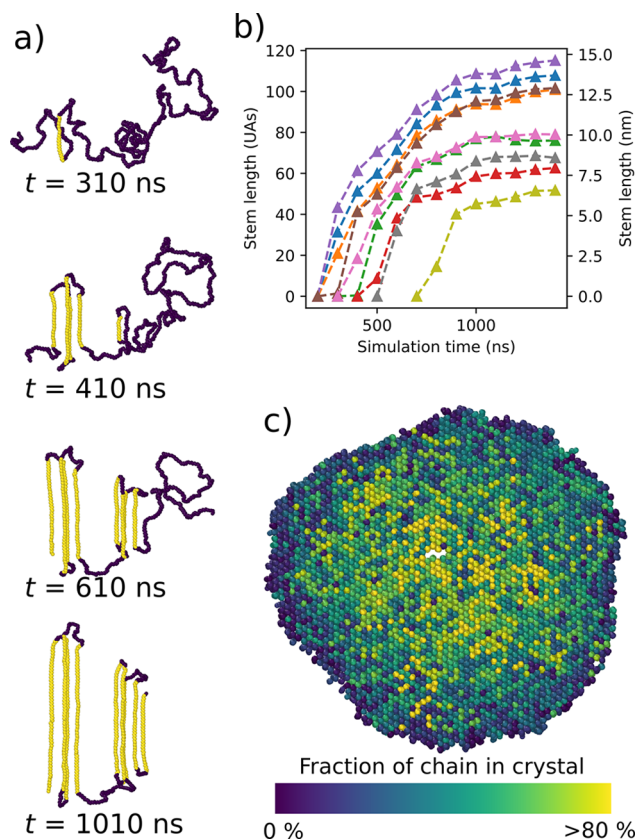 a)
t = 310 ns
t = 410 ns
t = 610 ns
t = 1010 ns
b)
Stem length (UAs)
120
100
80
60
40
20
0
500
1000
Simulation time (ns)
15.0
12.5
10.0
7.5
5.0
2.5
0.0
Stem length (nm)
c)
Fraction of chain in crystal
0 %
>80 %